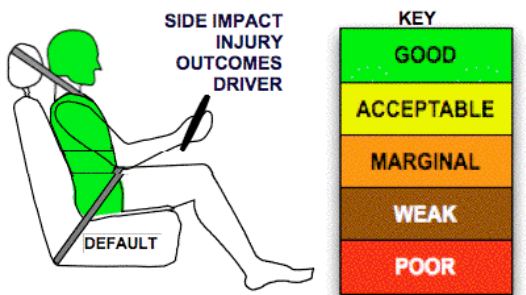 SIDE IMPACT
INJURY
OUTCOMES
DRIVER
DEFAULT
KEY
GOOD
ACCEPTABLE
MARGINAL
WEAK
POOR